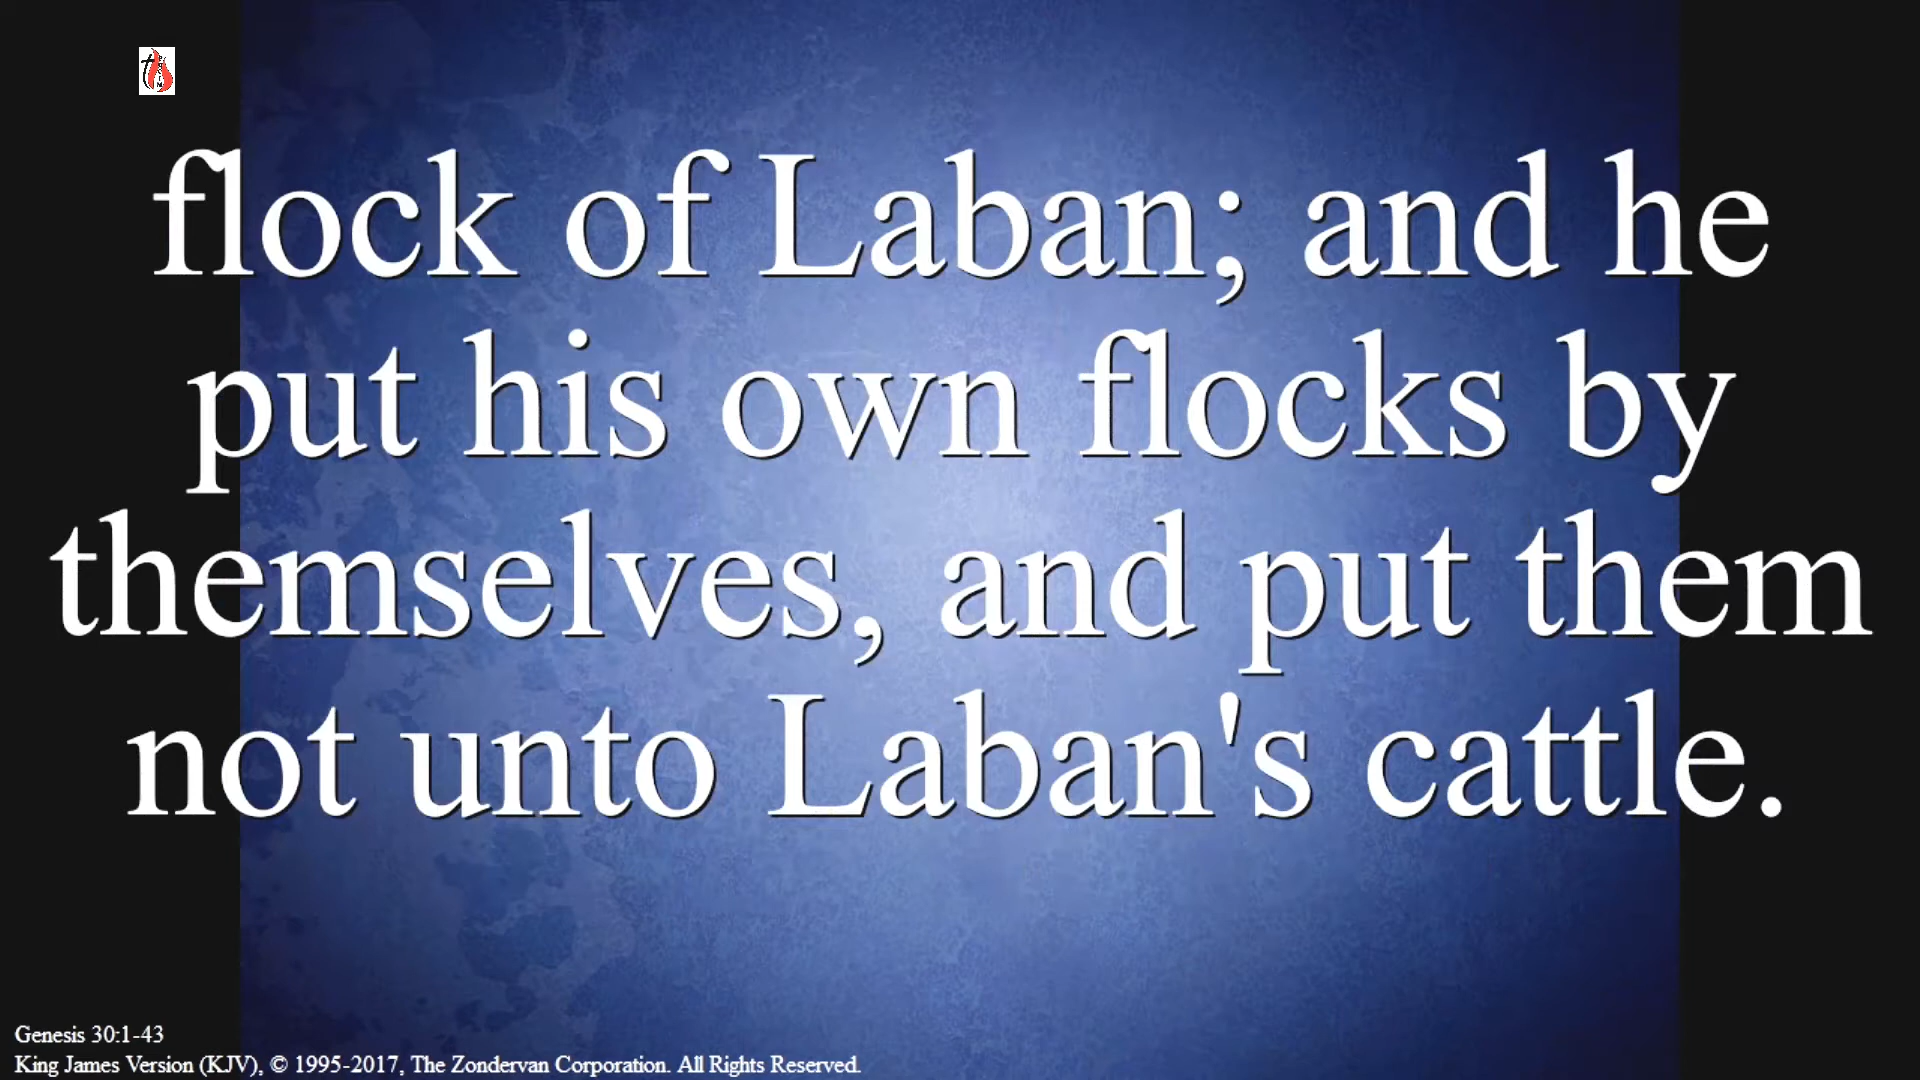 flock of Laban; and he
put his own flocks by
themselves, and put them
not unto Laban's cattle.
Genesis 30:1-43
King James Version (KJV), © 1995-2017, The Zondervan Corporation. All Rights Reserved.